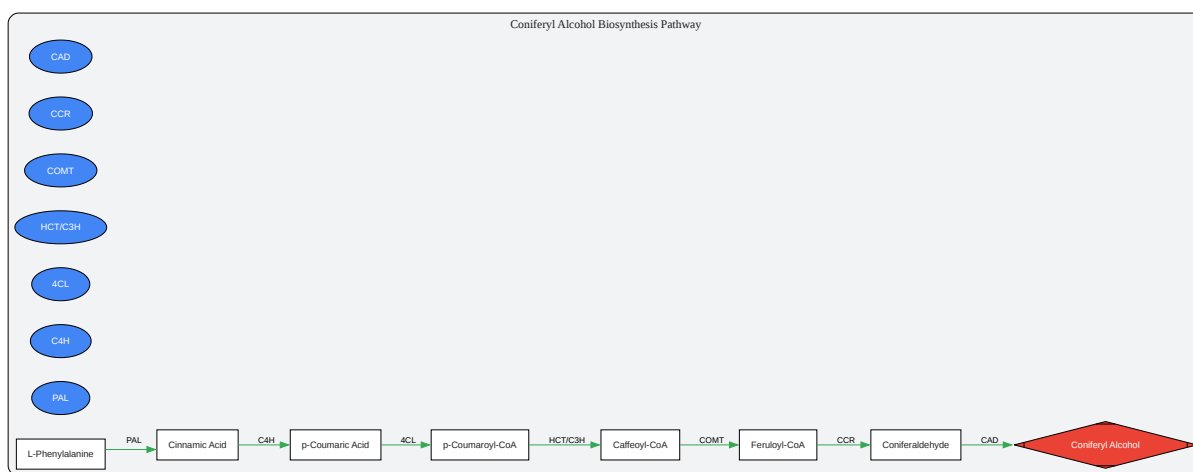 Coniferyl Alcohol Biosynthesis Pathway
CAD
CCR
COMT
HCT/C3H
4CL
C4H
PAL
L-Phenylalanine
PAL
Cinnamic Acid
C4H
p-Coumaric Acid
4CL
p-Coumaroyl-CoA
HCT/C3H
Caffeoyl-CoA
COMT
Feruloyl-CoA
CCR
Coniferaldehyde
CAD
Coniferyl Alcohol